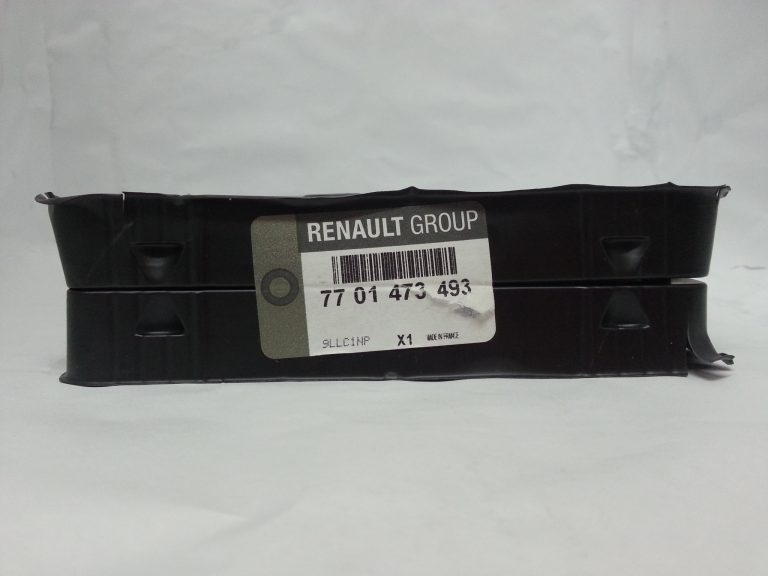 RENAULT GROUP
77 01 473 493
9LLC1NP X1 MADE IN FRANCE